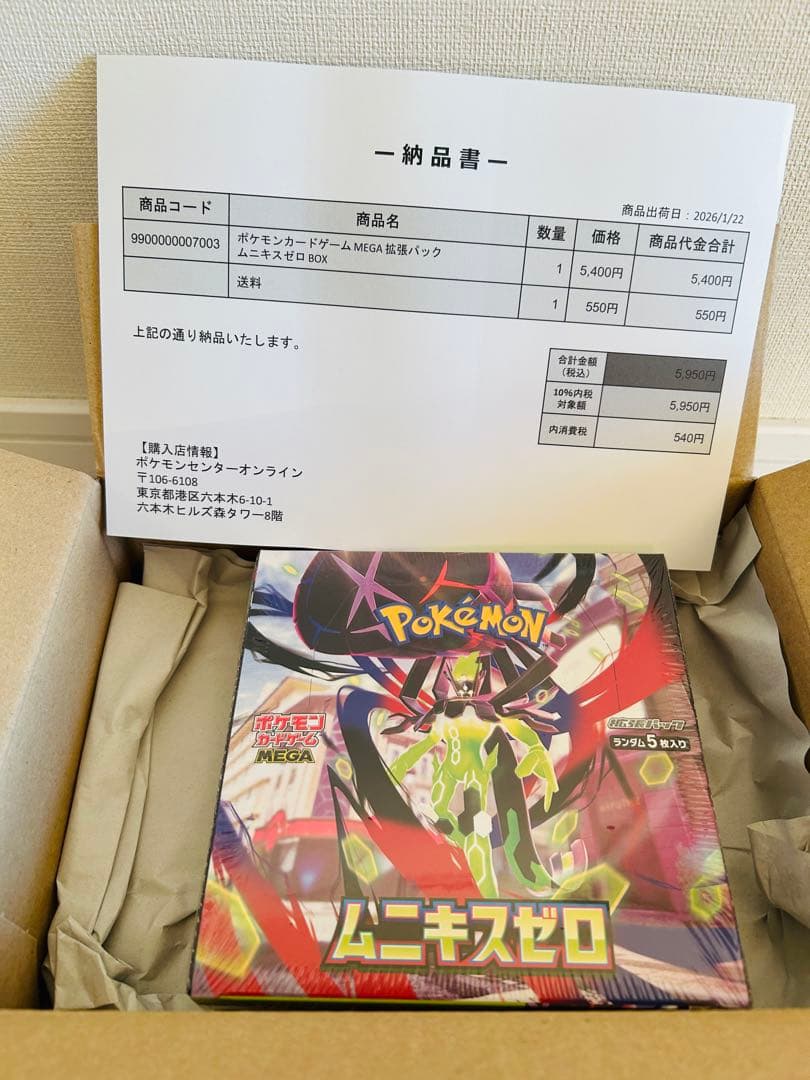 ー納品書ー
商品出荷日：2026/1/22
商品コード 商品名 数量 価格 商品代金合計
9900000007003 ポケモンカードゲーム MEGA 拡張パック
ムニキスゼロ BOX 1 5,400円 5,400円
送料 1 550円 550円
上記の通り納品いたします。
合計金額
（税込） 5,950円
10%内税
対象額 5,950円
内消費税 540円
【購入店情報】
ポケモンセンターオンライン
〒106-6108
東京都港区六本木6-10-1
六本木ヒルズ森タワー8階
POKéMON
ポケモン
カードゲーム
MEGA
拡張パック
ランダム5枚入り
ムニキスゼロ